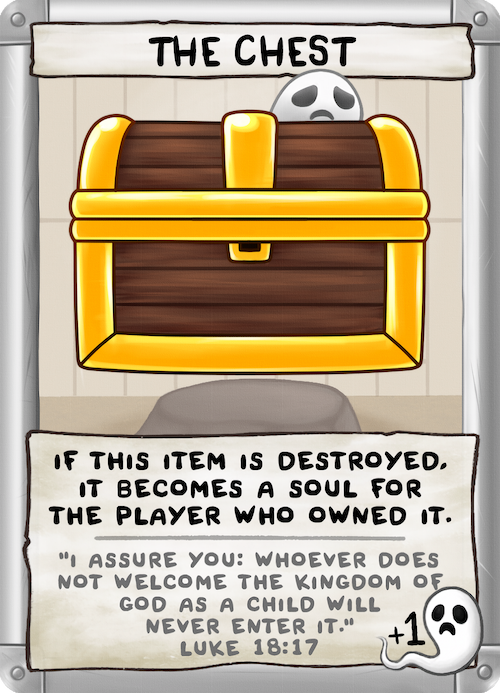 THE CHEST
IF THIS ITEM IS DESTROYED,
IT BECOMES A SOUL FOR
THE PLAYER WHO OWNED IT.
"I ASSURE YOU: WHOEVER DOES
NOT WELCOME THE KINGDOM OF
GOD AS A CHILD WILL
NEVER ENTER IT."
LUKE 18:17
+1